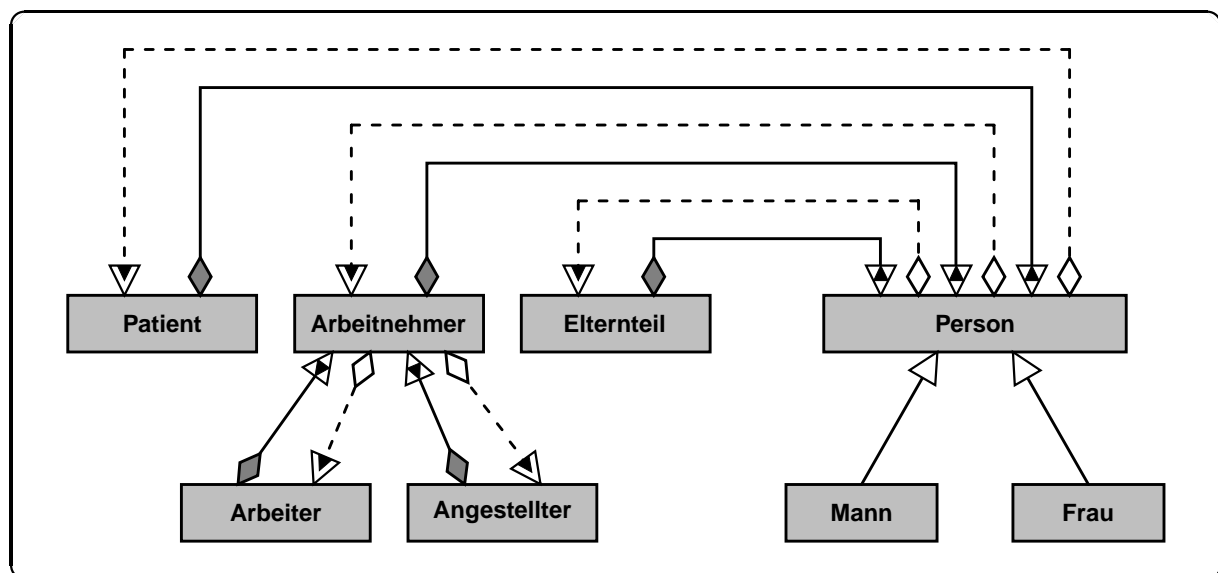 Patient
Arbeitnehmer
Elternteil
Person
Arbeiter
Angestellter
Mann
Frau